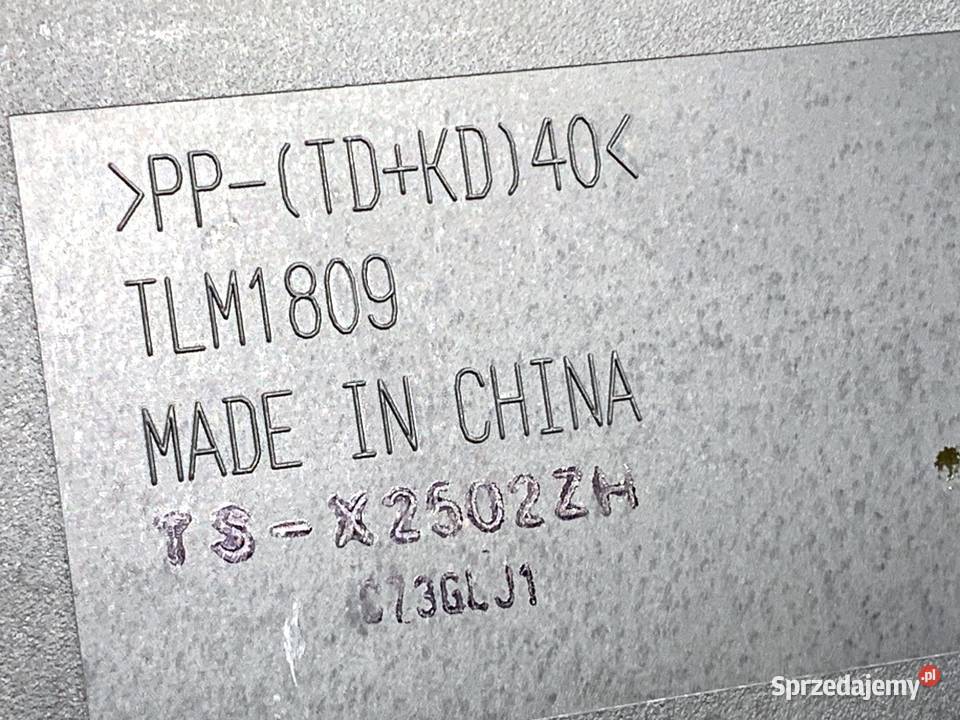 >PP-(TD+KD)40<
TLM1809
MADE IN CHINA
TS-X2502ZH
C73GLJ1
Sprzedajemy.pl